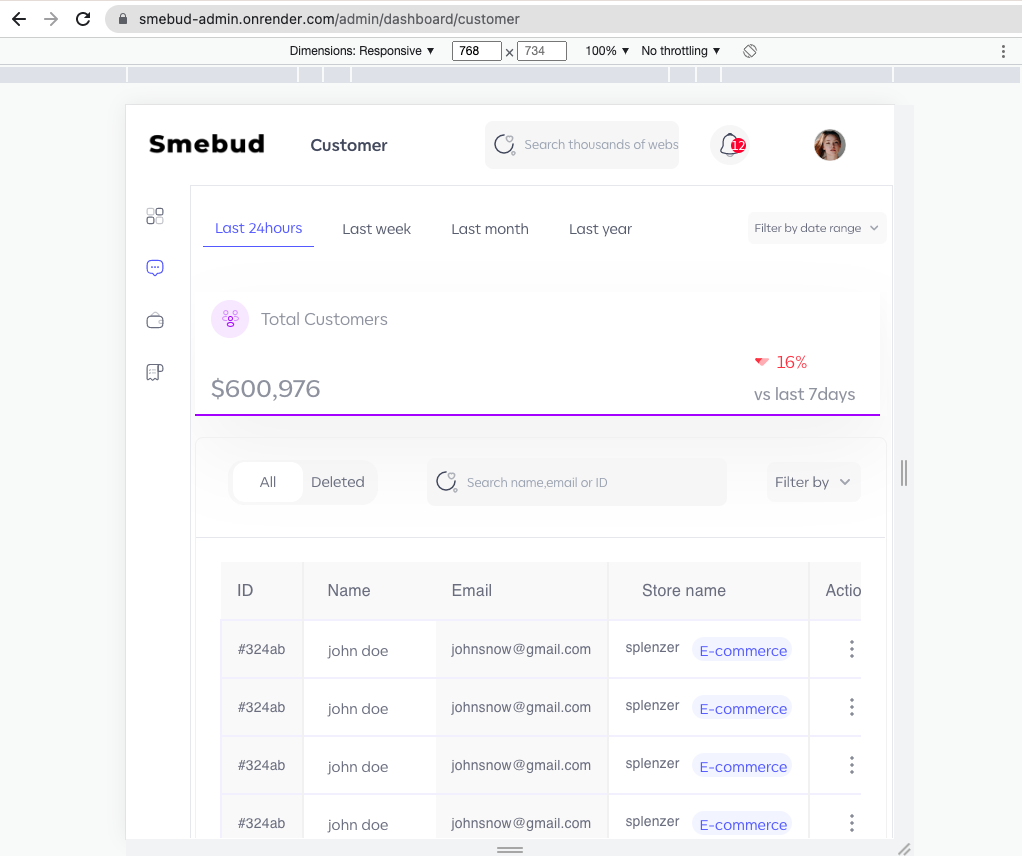 smebud-admin.onrender.com/admin/dashboard/customer
Dimensions: Responsive ▼ 768 × 734 100% ▼ No throttling ▼
Smebud Customer Search thousands of webs 12
Last 24hours Last week Last month Last year Filter by date range
Total Customers
16%
$600,976
vs last 7days
All Deleted Search name,email or ID Filter by
ID Name Email Store name Actio
#324ab john doe johnsnow@gmail.com splenzer E-commerce
#324ab john doe johnsnow@gmail.com splenzer E-commerce
#324ab john doe johnsnow@gmail.com splenzer E-commerce
#324ab john doe johnsnow@gmail.com splenzer E-commerce